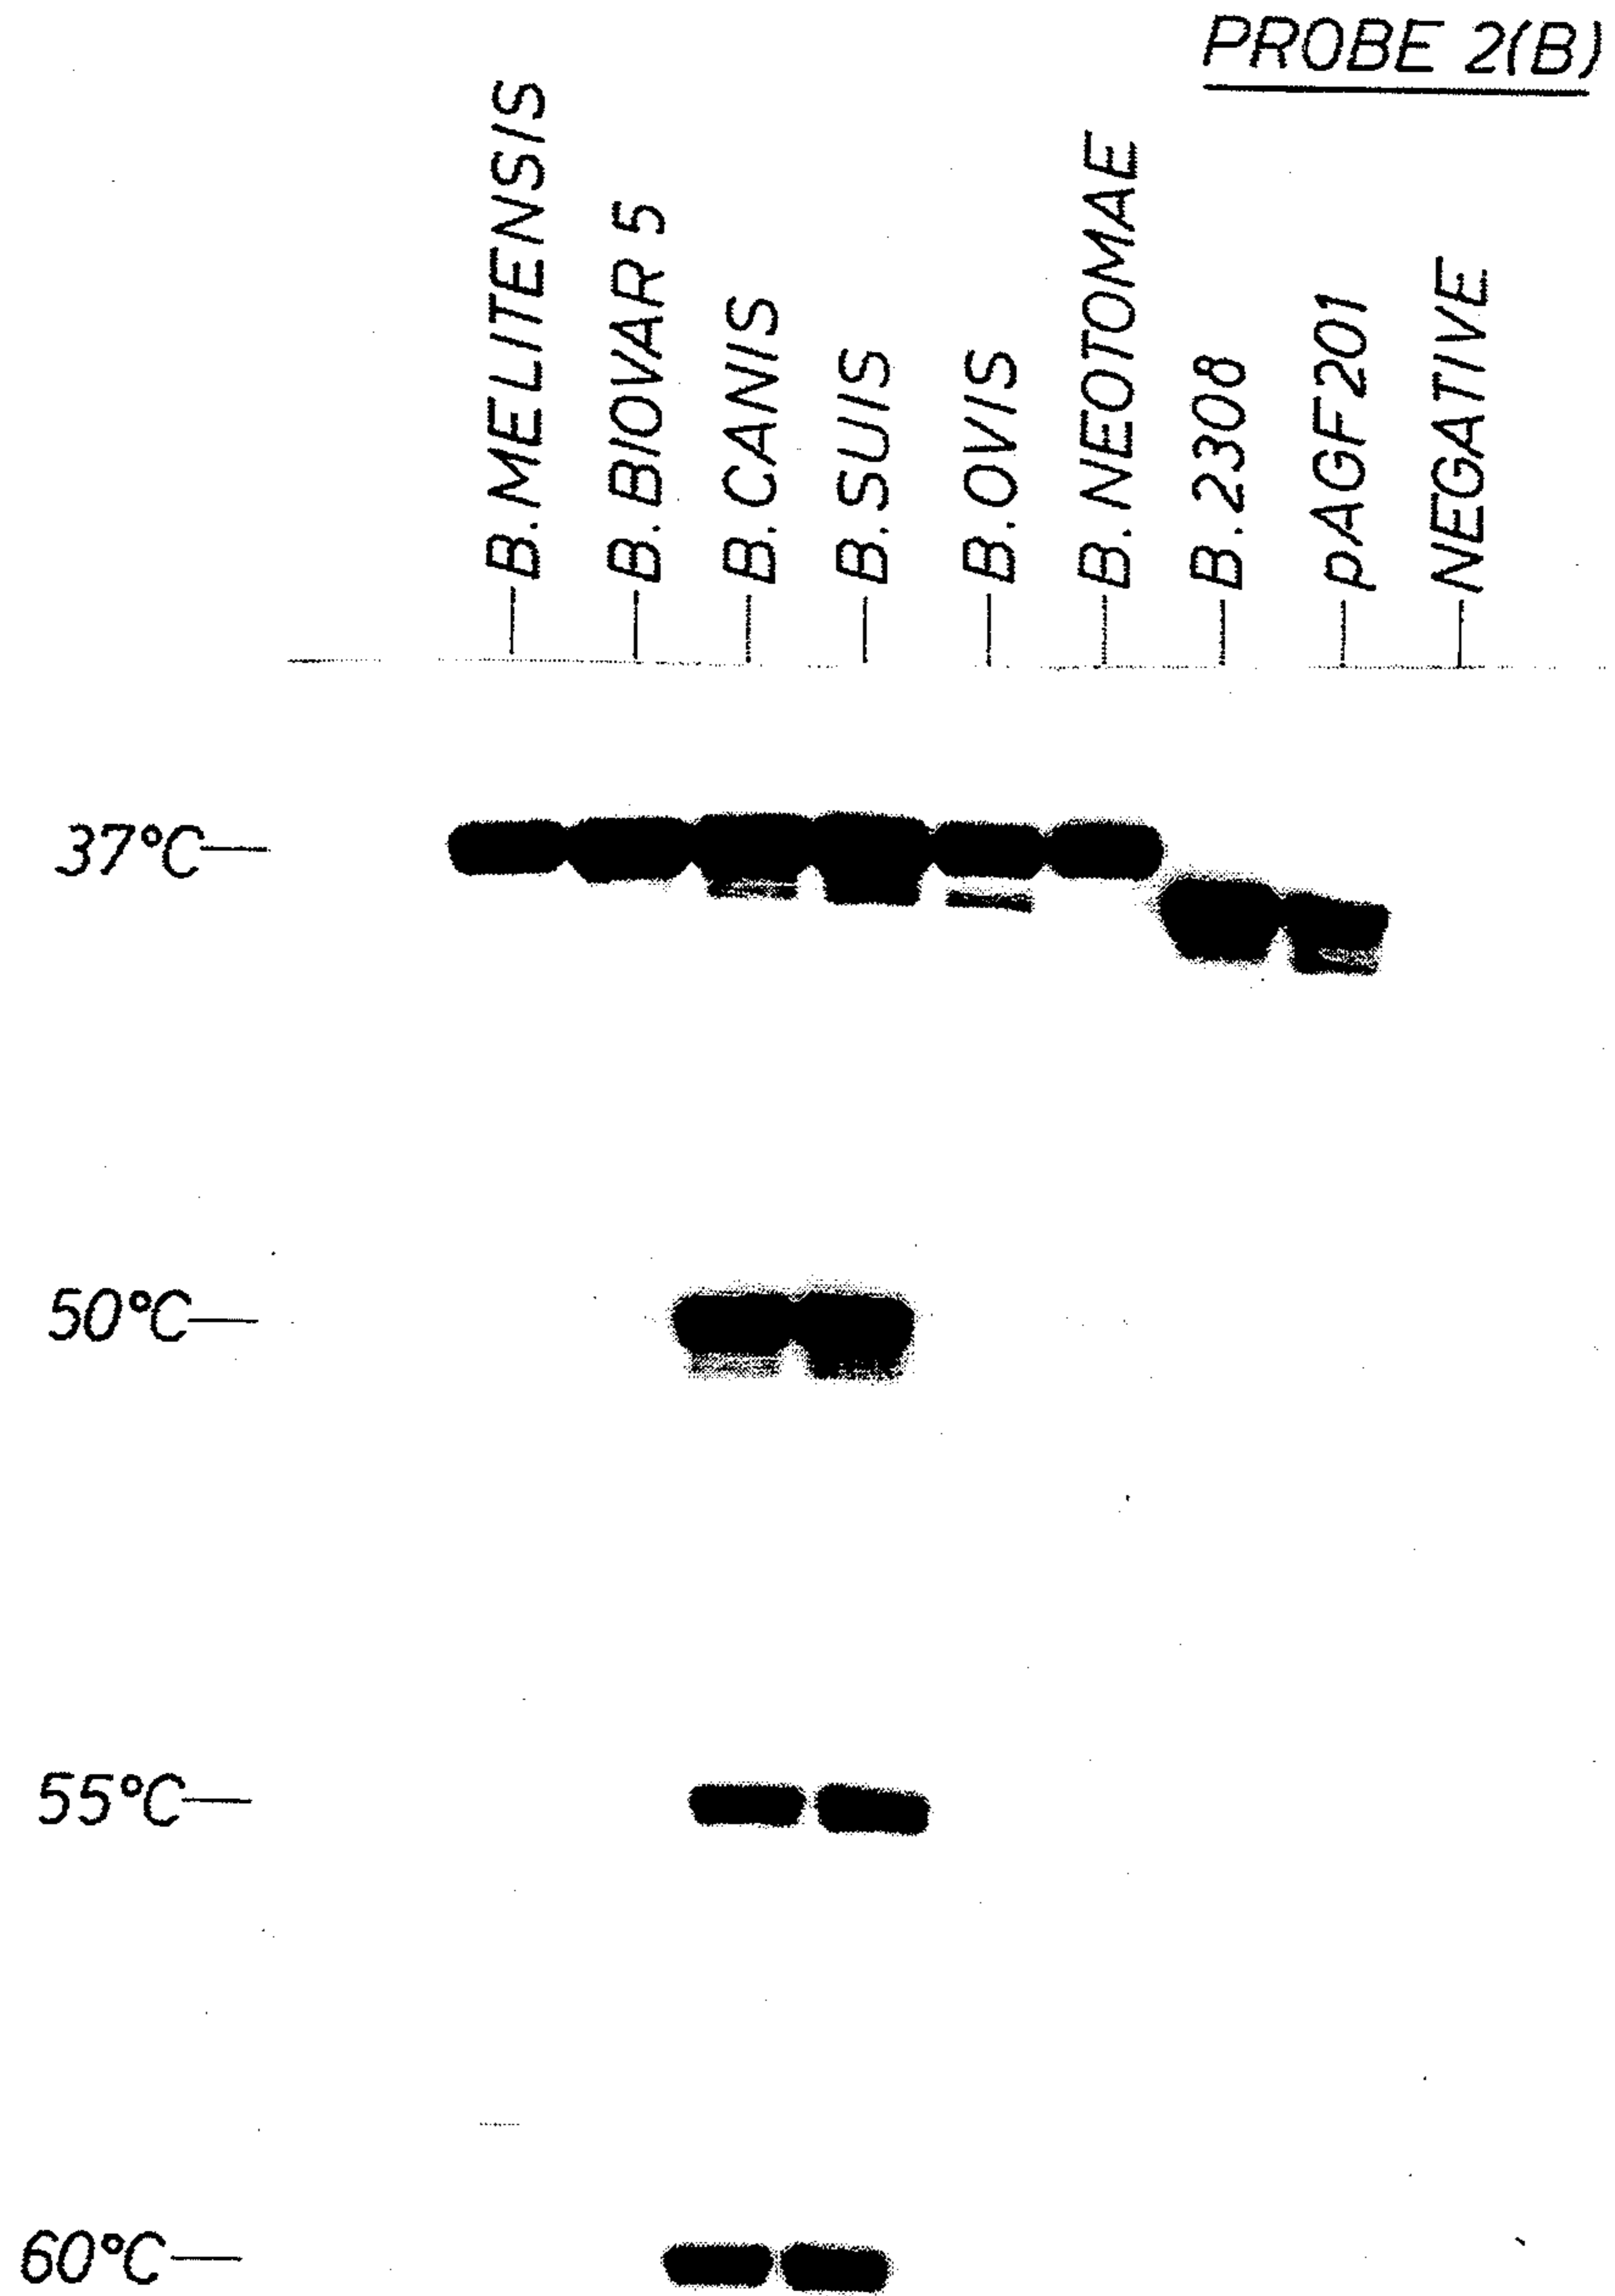 PROBE 2(B)
B. MELITENSIS
B. BIOVAR 5
B. CANIS
B. SUIS
B. OVIS
B. NEOTOMAE
B. 2308
pAGF201
NEGATIVE
37°C
50°C
55°C
60°C